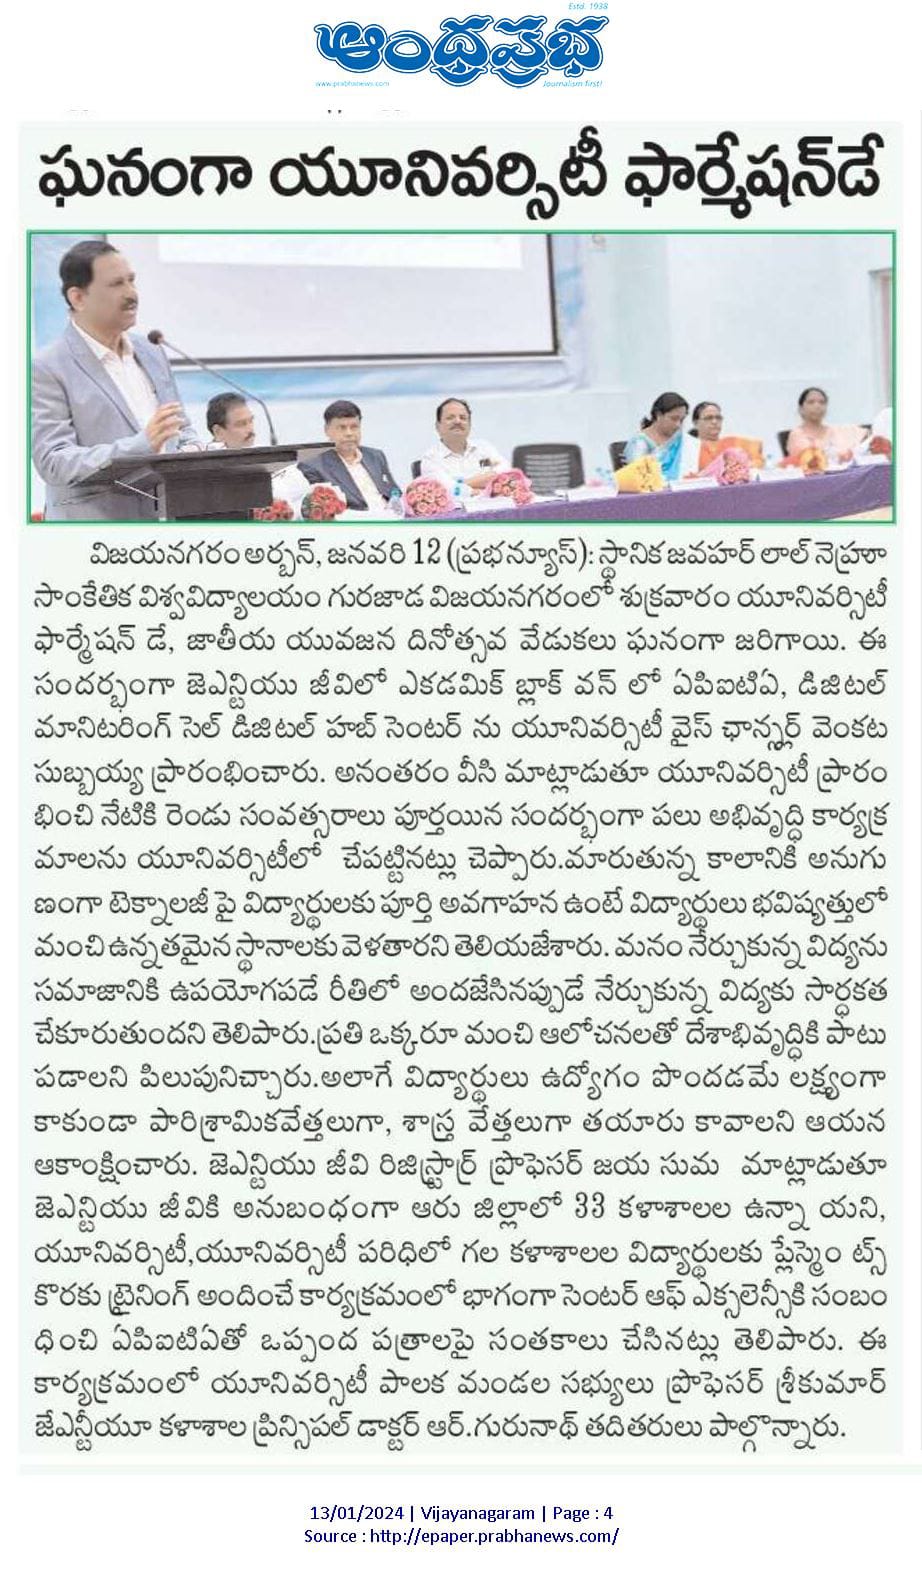 Estd. 1938
ఆంధ్రప్రభ
www.prabhanews.com
Journalism first!
ఘనంగా యూనివర్సిటీ ఫార్మేషన్‌డే
విజయనగరం అర్బన్, జనవరి 12 (ప్రభన్యూస్): స్థానిక జవహర్ లాల్ నెహ్రూ
సాంకేతిక విశ్వవిద్యాలయం గురజాడ విజయనగరంలో శుక్రవారం యూనివర్సిటీ
ఫార్మేషన్ డే, జాతీయ యువజన దినోత్సవ వేడుకలు ఘనంగా జరిగాయి. ఈ
సందర్భంగా జెఎన్టియు జీవిలో ఎకడమిక్ బ్లాక్ వన్ లో ఏపిఐటిఏ, డిజిటల్
మానిటరింగ్ సెల్ డిజిటల్ హబ్ సెంటర్ ను యూనివర్సిటీ వైస్ ఛాన్సర్ల్ వెంకట
సుబ్బయ్య ప్రారంభించారు. అనంతరం వీసి మాట్లాడుతూ యూనివర్సిటీ ప్రారం
భించి నేటికి రెండు సంవత్సరాలు పూర్తయిన సందర్భంగా పలు అభివృద్ధి కార్యక్ర
మాలను యూనివర్సిటీలో చేపట్టినట్లు చెప్పారు.మారుతున్న కాలానికి అనుగు
ణంగా టెక్నాలజీ పై విద్యార్థులకు పూర్తి అవగాహన ఉంటే విద్యార్థులు భవిష్యత్తులో
మంచి ఉన్నతమైన స్థానాలకు వెళతారని తెలియజేశారు. మనం నేర్చుకున్న విద్యను
సమాజానికి ఉపయోగపడే రీతిలో అందజేసినప్పుడే నేర్చుకున్న విద్యకు సార్ధకత
చేకూరుతుందని తెలిపారు.ప్రతి ఒక్కరూ మంచి ఆలోచనలతో దేశాభివృద్ధికి పాటు
పడాలని పిలుపునిచ్చారు.అలాగే విద్యార్థులు ఉద్యోగం పొందడమే లక్ష్యంగా
కాకుండా పారిశ్రామికవేత్తలుగా, శాస్త్ర వేత్తలుగా తయారు కావాలని ఆయన
ఆకాంక్షించారు. జెఎన్టియు జీవి రిజిస్ట్రార్ ప్రొఫెసర్ జయ సుమ మాట్లాడుతూ
జెఎన్టియు జీవికి అనుబంధంగా ఆరు జిల్లాలో 33 కళాశాలల ఉన్నా యని,
యూనివర్సిటీ,యూనివర్సిటీ పరిధిలో గల కళాశాలల విద్యార్థులకు ప్లేస్మెం ట్స్
కొరకు ట్రైనింగ్ అందించే కార్యక్రమంలో భాగంగా సెంటర్ ఆఫ్ ఎక్సలెన్సీకి సంబం
ధించి ఏపిఐటిఏతో ఒప్పంద పత్రాలపై సంతకాలు చేసినట్లు తెలిపారు. ఈ
కార్యక్రమంలో యూనివర్సిటీ పాలక మండల సభ్యులు ప్రొఫెసర్ శ్రీకుమార్
జేఎన్టీయూ కళాశాల ప్రిన్సిపల్ డాక్టర్ ఆర్.గురునాథ్ తదితరులు పాల్గొన్నారు.
13/01/2024 | Vijayanagaram | Page : 4
Source : http://epaper.prabhanews.com/